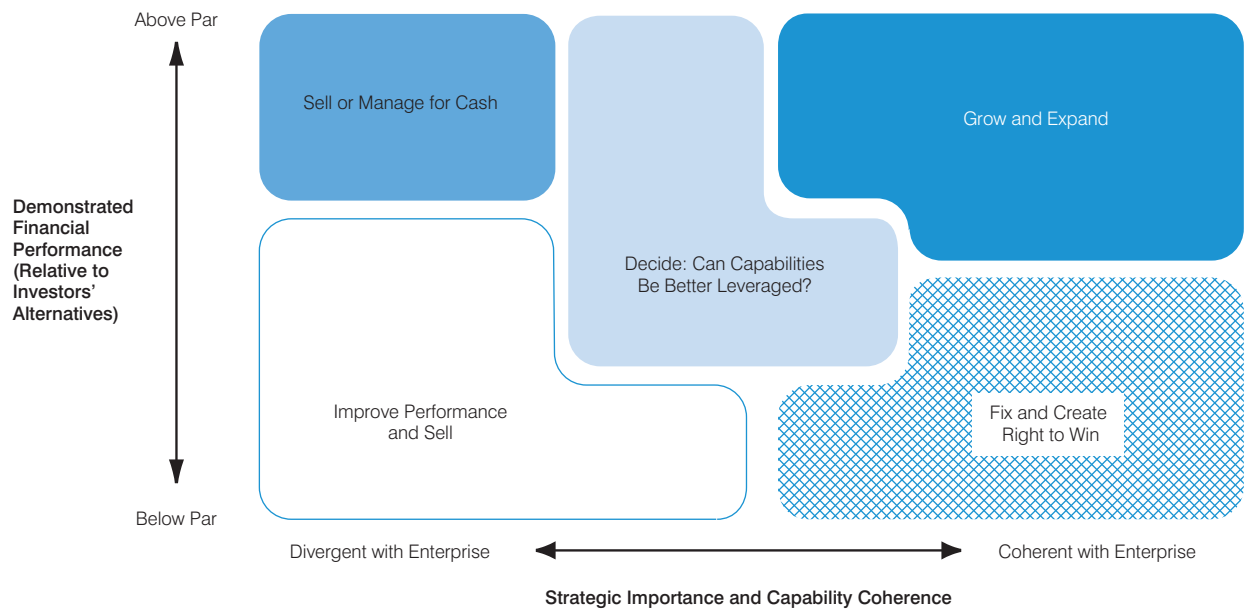 Above Par
Sell or Manage for Cash
Grow and Expand
Demonstrated
Financial
Performance
(Relative to
Investors’
Alternatives)
Decide: Can Capabilities
Be Better Leveraged?
Improve Performance
and Sell
Fix and Create
Right to Win
Below Par
Divergent with Enterprise
Coherent with Enterprise
Strategic Importance and Capability Coherence